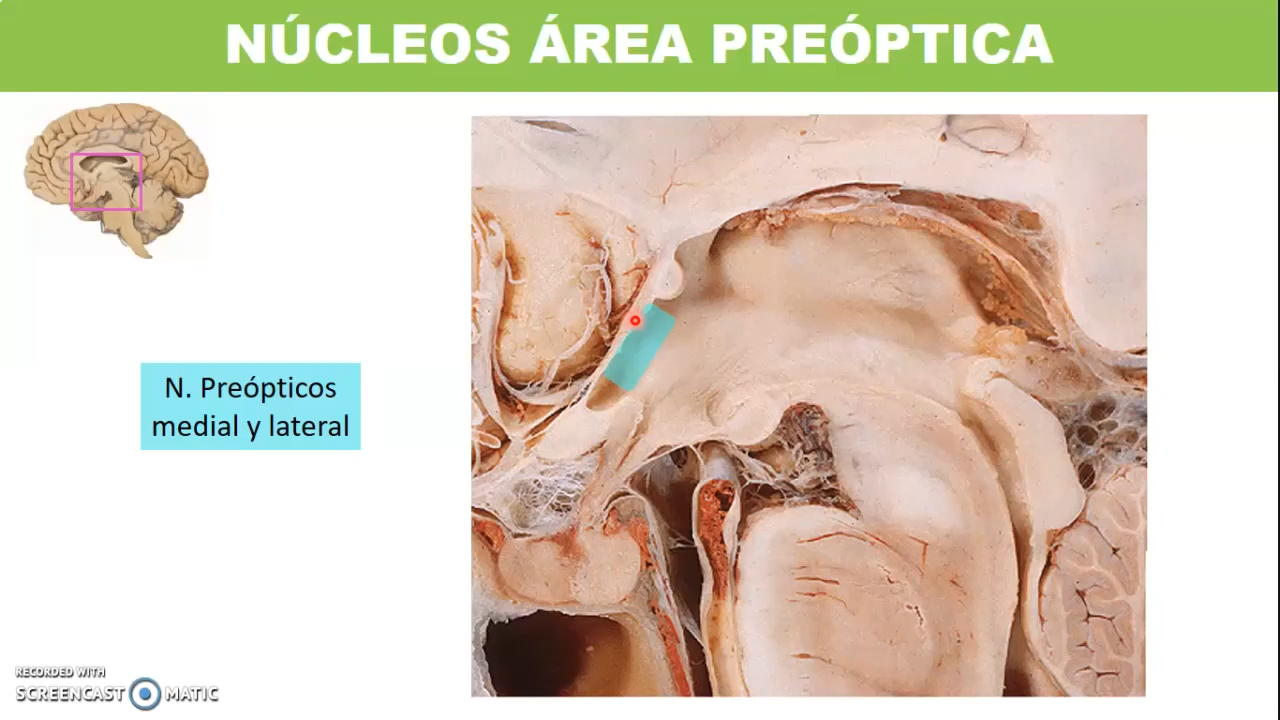 NÚCLEOS ÁREA PREÓPTICA
N. Preópticos
medial y lateral
RECORDED WITH
SCREENCAST MATIC